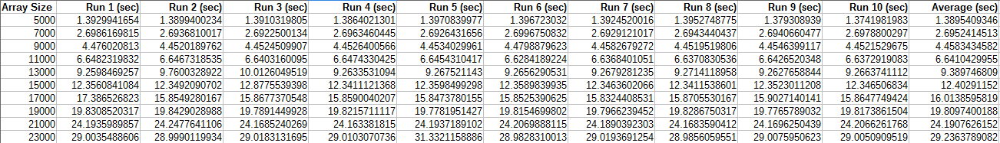 Array Size Run 1 (sec) Run 2 (sec) Run 3 (sec) Run 4 (sec) Run 5 (sec) Run 6 (sec) Run 7 (sec) Run 8 (sec) Run 9 (sec) Run 10 (sec) Average (sec)
5000 1.3929941654 1.3899400234 1.3910319805 1.3864021301 1.3970839977 1.396723032 1.3924520016 1.3952748775 1.379308939 1.3741981983 1.3895409346
7000 2.6986169815 2.6936810017 2.6922500134 2.6963460445 2.6926431656 2.6996750832 2.6929121017 2.6944340437 2.6940660477 2.6978800297 2.6952414513
9000 4.476020813 4.4520189762 4.4524509907 4.4526400566 4.4534029961 4.4798879623 4.4582679272 4.4519519806 4.4546399117 4.4521529675 4.4583434582
11000 6.6482319832 6.6467318535 6.6403160095 6.6474330425 6.6454310417 6.6284189224 6.6368401051 6.6370830536 6.6426520348 6.6372919083 6.6410429955
13000 9.2598469257 9.7600328922 10.0126049519 9.2633531094 9.267521143 9.2656290531 9.2679281235 9.2714118958 9.2627658844 9.2663741112 9.389746809
15000 12.3560841084 12.3492090702 12.8775539398 12.3411121368 12.3598499298 12.3589839935 12.3463602066 12.3411538601 12.3523011208 12.346506834 12.40291152
17000 17.386526823 15.8549280167 15.8677370548 15.8590040207 15.8473780155 15.8525390625 15.8324408531 15.8705530167 15.9027140141 15.8647749424 16.0138595819
19000 19.8308520317 19.8429028988 19.7891449928 19.8215711117 19.7781951427 19.8154699802 19.7966239452 19.8286750317 19.7765789032 19.8173861504 19.8097400188
21000 24.1935989857 24.2477641106 24.1685240269 24.163381815 24.1937189102 24.2069888115 24.1890392303 24.1683590412 24.1696250439 24.2066261768 24.1907626152
23000 29.0035488606 28.9990119934 29.0183131695 29.0103070736 31.3321158886 28.9828310013 29.0193691254 28.9856059551 29.0075950623 29.0050909519 29.2363789082